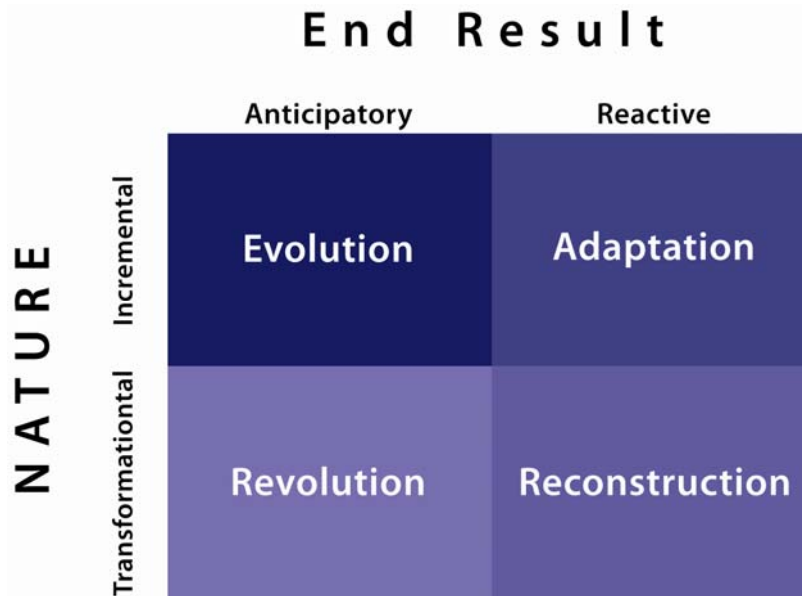 End Result
Anticipatory Reactive
NATURE
Incremental
Evolution Adaptation
Transformationtal
Revolution Reconstruction